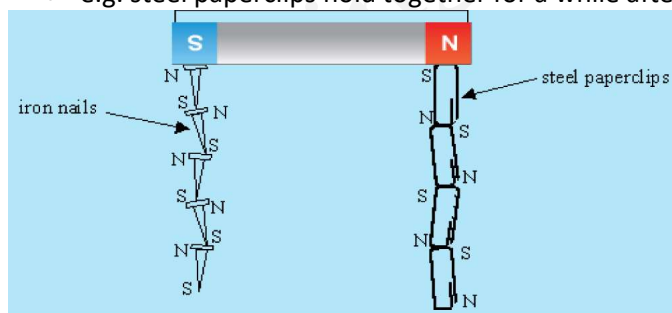 e.g. steel paperclips hold together for a while afte
S N
N S steel paperclips
S
iron nails N N
S S
N
N
S S
N
S N
N S
S
N